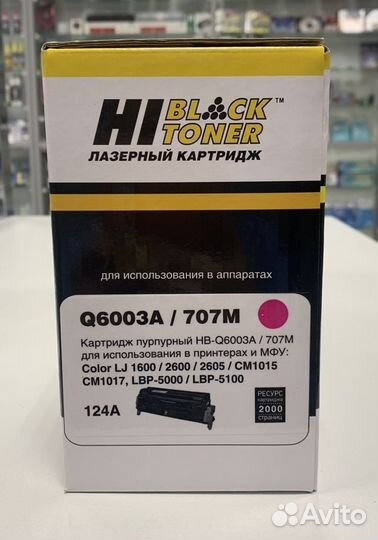 HI BLACK TONER™
ЛАЗЕРНЫЙ КАРТРИДЖ
для использования в аппаратах
Q6003A / 707M
Картридж пурпурный HB-Q6003A / 707M
для использования в принтерах и МФУ:
Color LJ 1600 / 2600 / 2605 / CM1015
CM1017, LBP-5000 / LBP-5100
124A
РЕСУРС
картриджа
2000
страниц
Avito